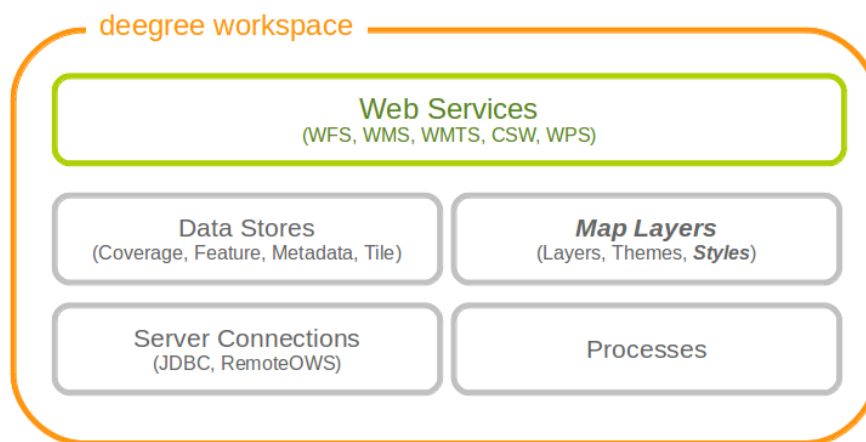 deegree workspace
Web Services
(WFS, WMS, WMTS, CSW, WPS)
Data Stores
(Coverage, Feature, Metadata, Tile)
Map Layers
(Layers, Themes, Styles)
Server Connections
(JDBC, RemoteOWS)
Processes